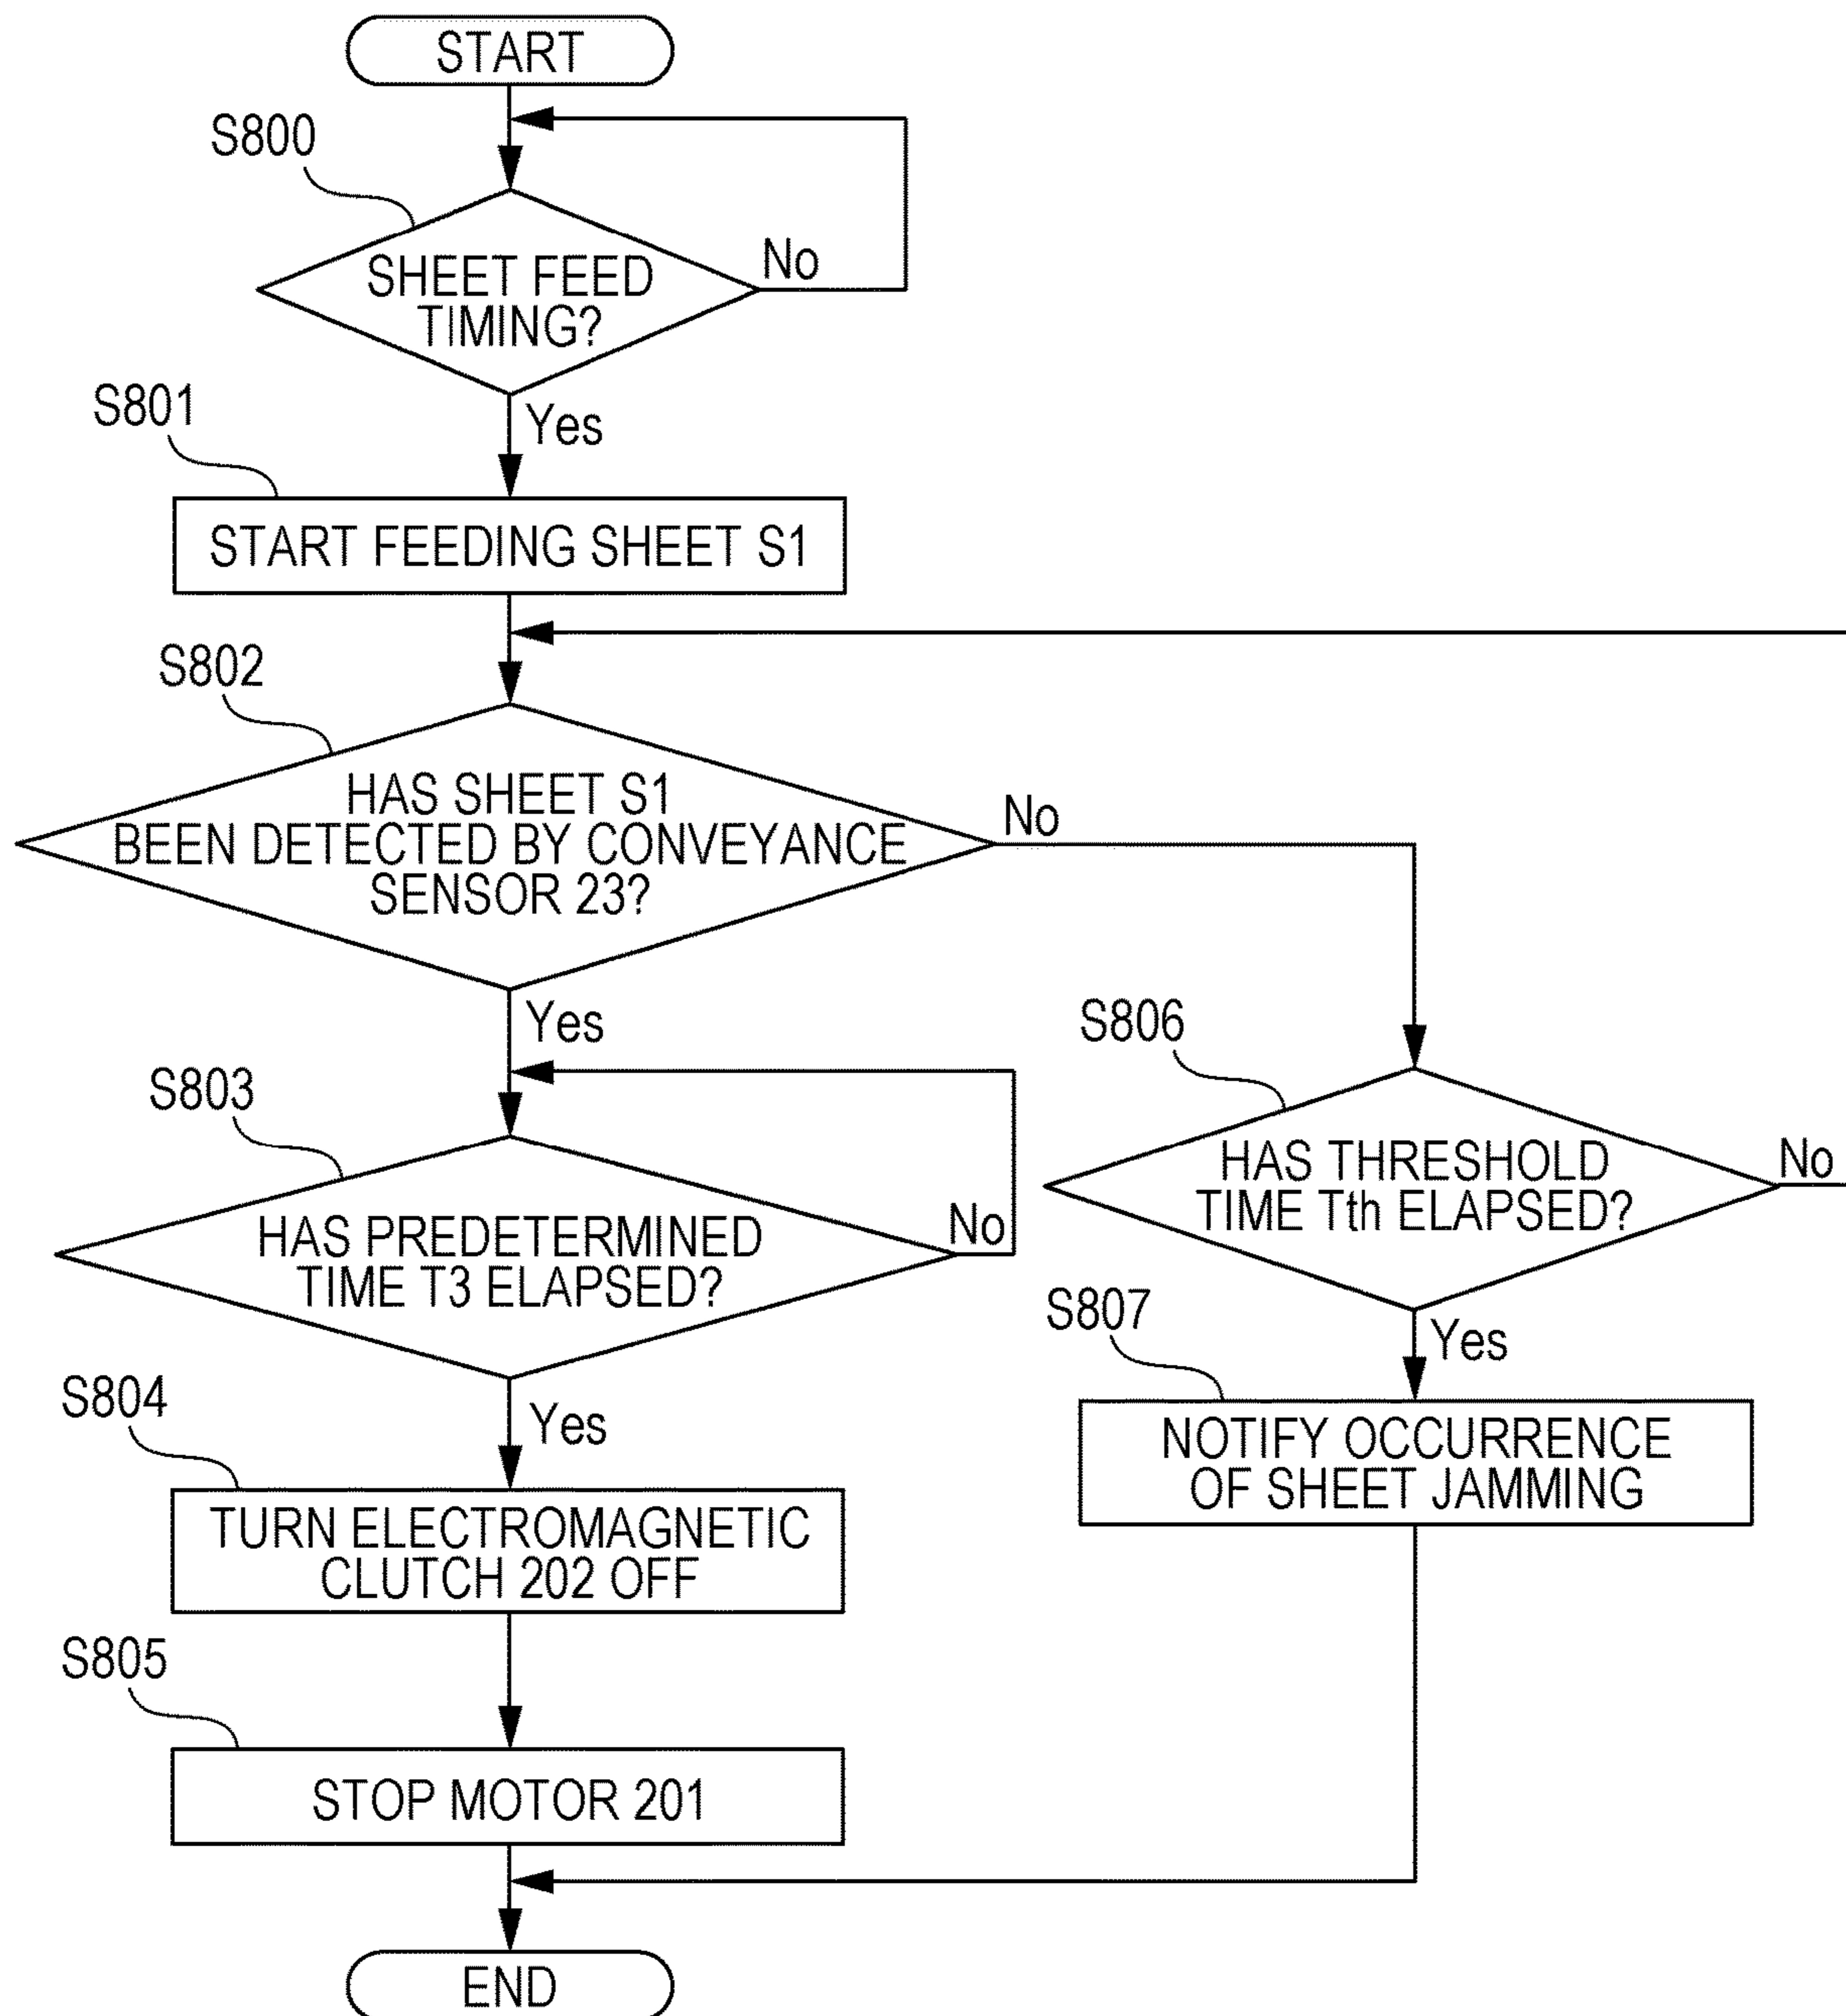 START
S800
SHEET FEED
TIMING?
No
Yes
S801
START FEEDING SHEET S1
S802
HAS SHEET S1
BEEN DETECTED BY CONVEYANCE
SENSOR 23?
No
Yes
S803
HAS PREDETERMINED
TIME T3 ELAPSED?
No
Yes
S804
TURN ELECTROMAGNETIC
CLUTCH 202 OFF
S805
STOP MOTOR 201
S806
HAS THRESHOLD
TIME Tth ELAPSED?
No
Yes
S807
NOTIFY OCCURRENCE
OF SHEET JAMMING
END